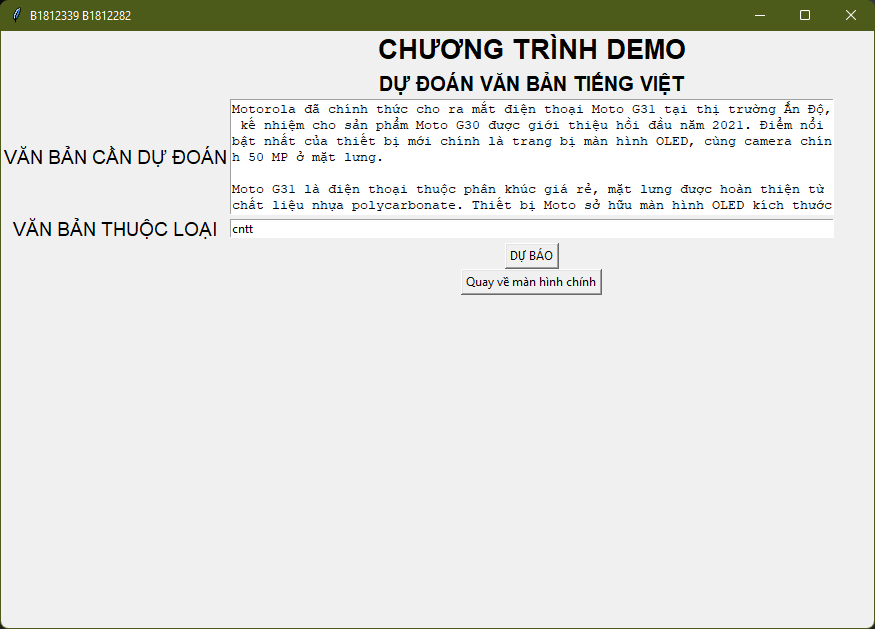 B1812339 B1812282
CHƯƠNG TRÌNH DEMO
DỰ ĐOÁN VĂN BẢN TIẾNG VIỆT
VĂN BẢN CẦN DỰ ĐOÁN
Motorola đã chính thức cho ra mắt điện thoại Moto G31 tại thị trường Ấn Độ,
kế nhiệm cho sản phẩm Moto G30 được giới thiệu hồi đầu năm 2021. Điểm nổi
bật nhất của thiết bị mới chính là trang bị màn hình OLED, cùng camera chín
h 50 MP ở mặt lưng.
Moto G31 là điện thoại thuộc phân khúc giá rẻ, mặt lưng được hoàn thiện từ
chất liệu nhựa polycarbonate. Thiết bị Moto sở hữu màn hình OLED kích thước
VĂN BẢN THUỘC LOẠI
cntt
DỰ BÁO
Quay về màn hình chính